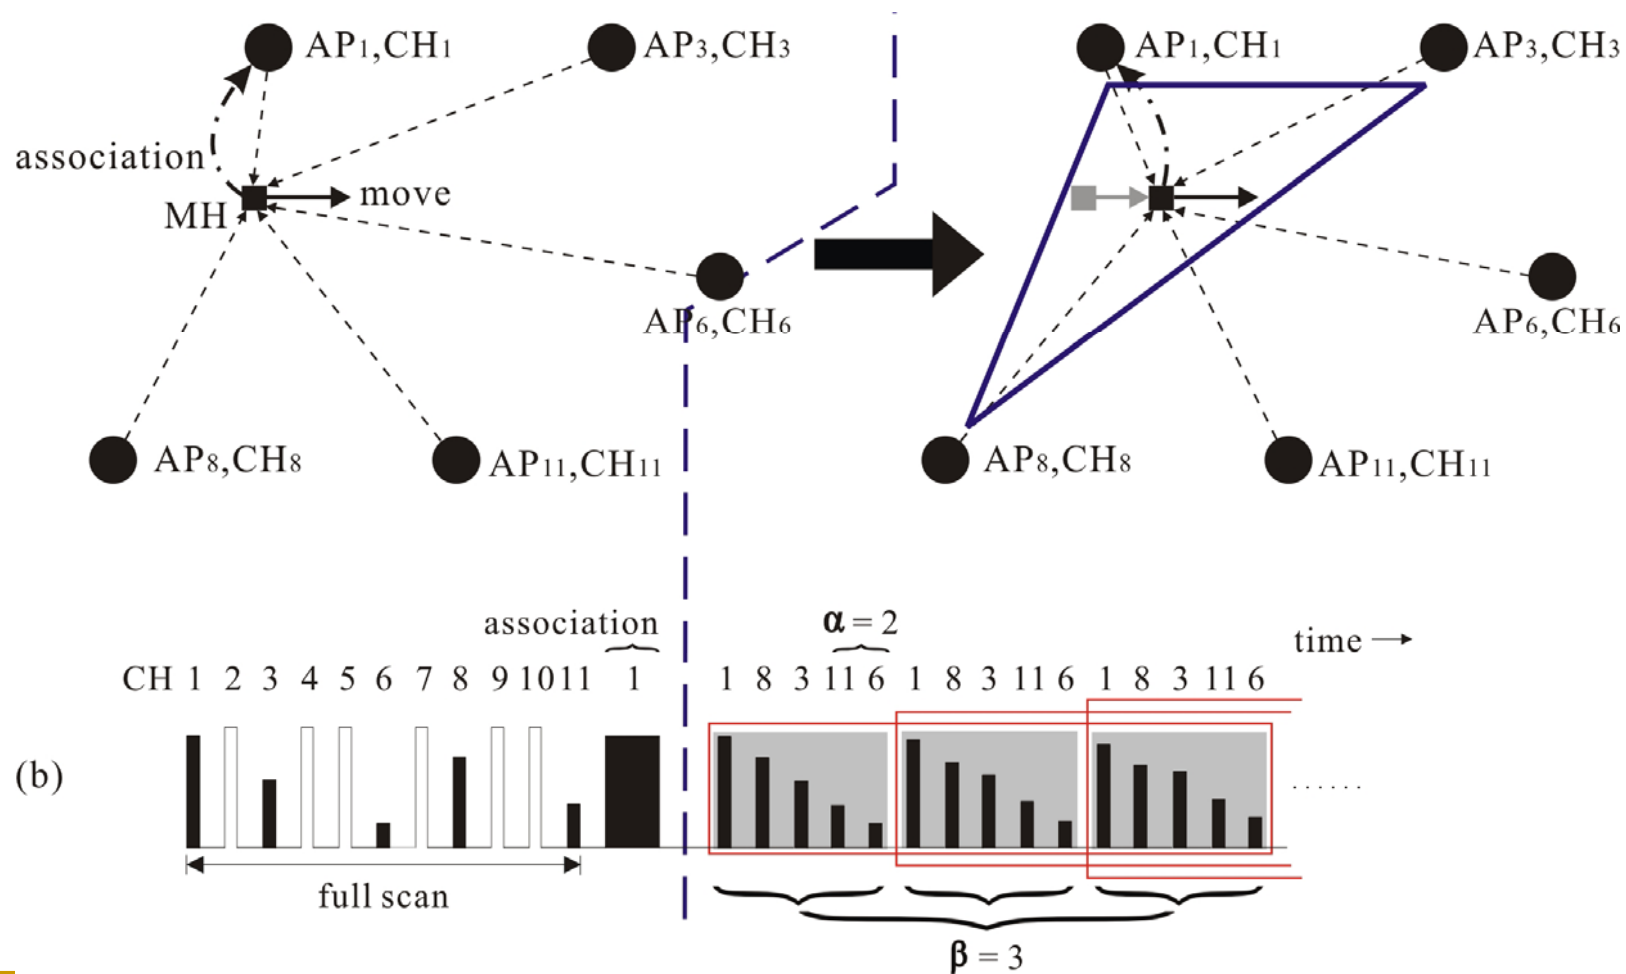 AP1,CH1 AP3,CH3 AP1,CH1 AP3,CH3
association
move
MH
AP6,CH6 AP6,CH6
AP8,CH8 AP11,CH11 AP8,CH8 AP11,CH11
association α = 2 time
CH 1 2 3 4 5 6 7 8 9 10 11 1 1 8 3 11 6 1 8 3 11 6 1 8 3 11 6
(b) ......
full scan
β = 3